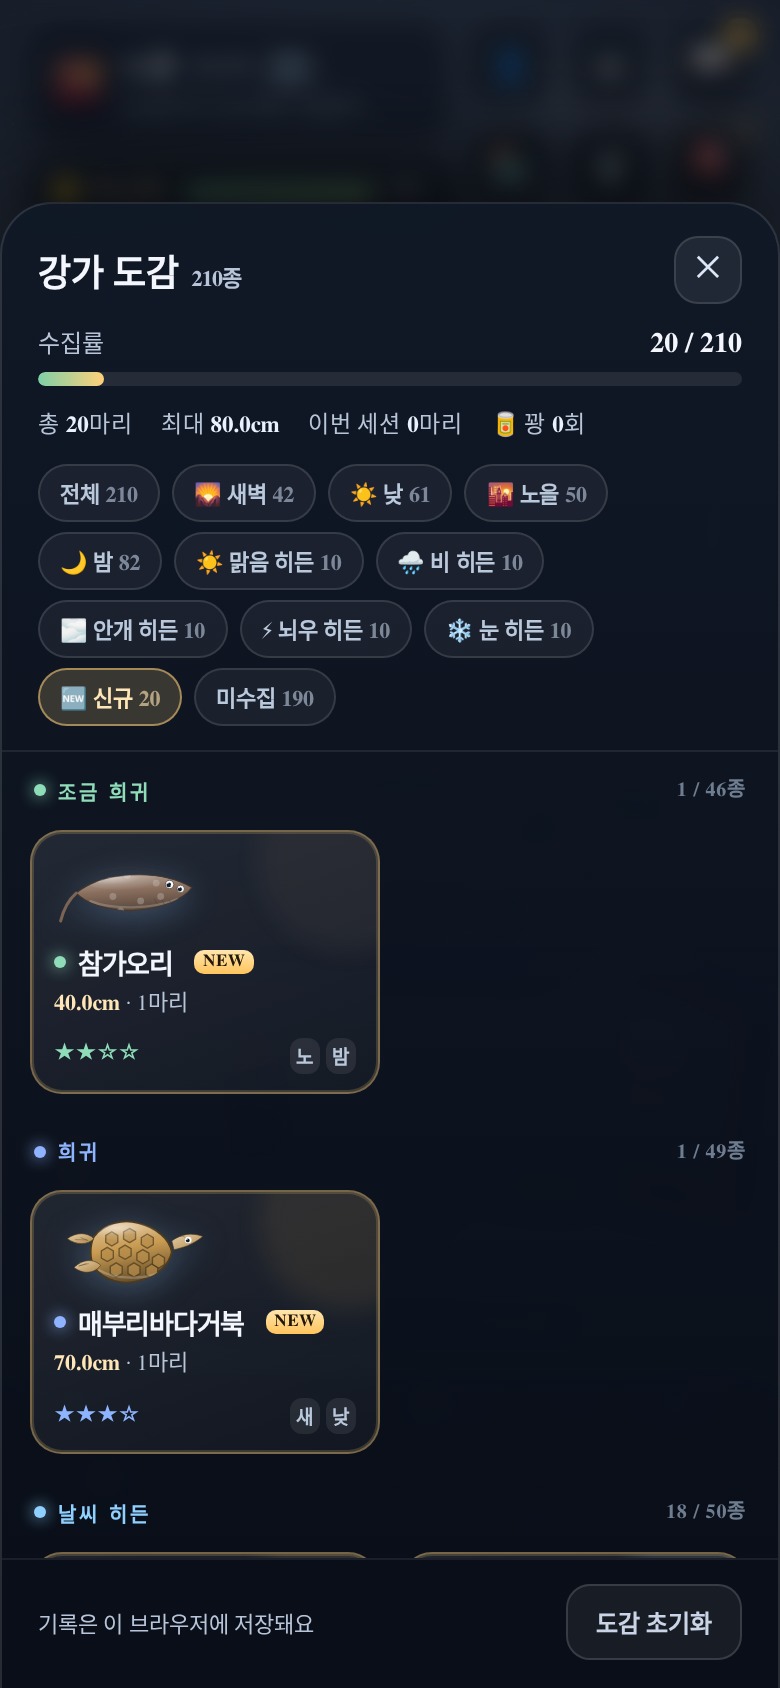 강가 도감 210종
수집률 20 / 210
총 20마리 최대 80.0cm 이번 세션 0마리 🥫 꽝 0회
전체 210 🌄 새벽 42 ☀️ 낮 61 🌇 노을 50
🌙 밤 82 ☀️ 맑음 히든 10 🌧️ 비 히든 10
🌫️ 안개 히든 10 ⚡ 뇌우 히든 10 ❄️ 눈 히든 10
🆕 신규 20 미수집 190
조금 희귀 1 / 46종
참가오리 NEW
40.0cm · 1마리
★★☆☆ 노 밤
희귀 1 / 49종
매부리바다거북 NEW
70.0cm · 1마리
★★★☆ 새 낮
날씨 히든 18 / 50종
기록은 이 브라우저에 저장돼요 도감 초기화